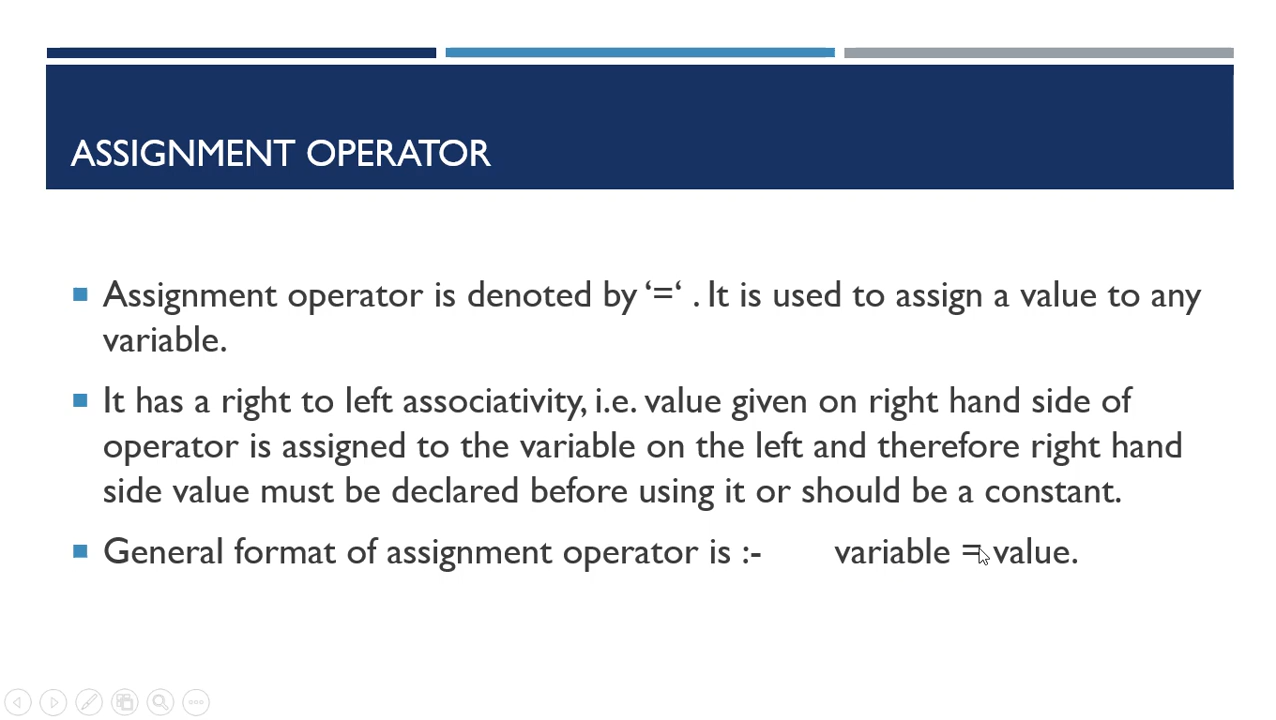 ASSIGNMENT OPERATOR
Assignment operator is denoted by ‘=‘ . It is used to assign a value to any
variable.
It has a right to left associativity, i.e. value given on right hand side of
operator is assigned to the variable on the left and therefore right hand
side value must be declared before using it or should be a constant.
General format of assignment operator is :- variable = value.